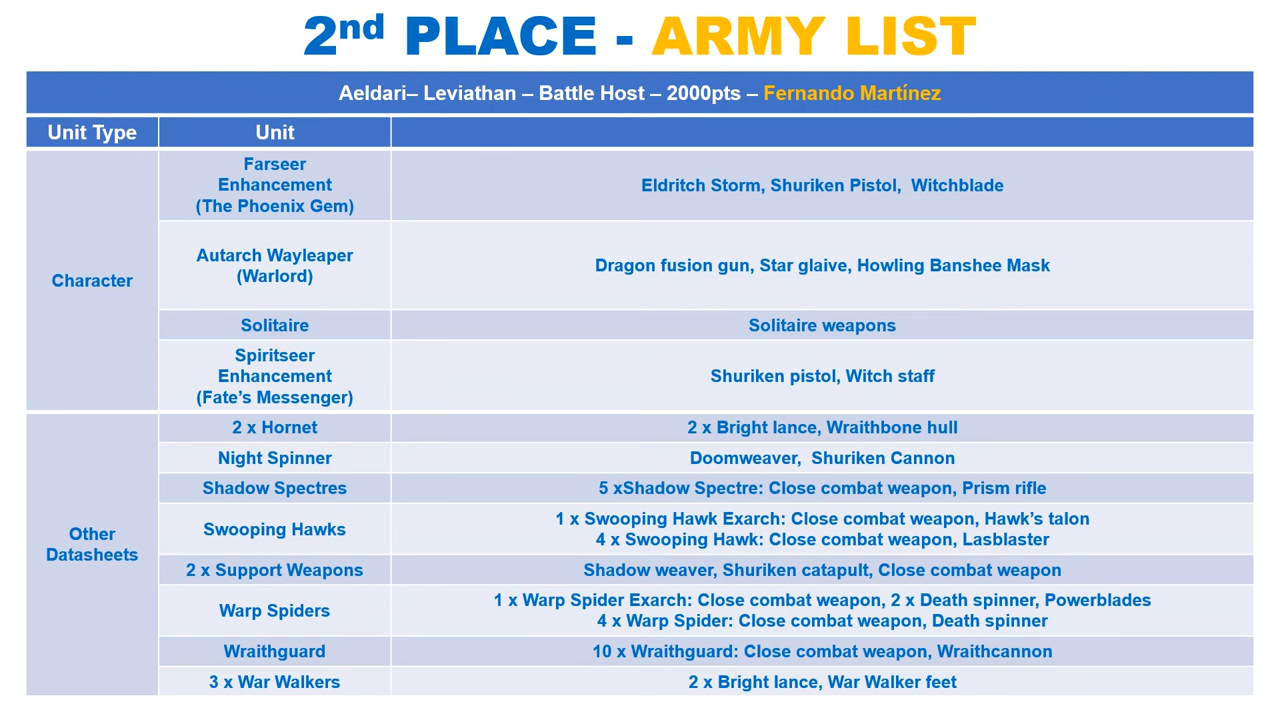 2nd PLACE - ARMY LIST
Aeldari– Leviathan – Battle Host – 2000pts – Fernando Martínez
Unit Type
Unit
Character
Farseer
Enhancement
(The Phoenix Gem)
Eldritch Storm, Shuriken Pistol,  Witchblade
Autarch Wayleaper
(Warlord)
Dragon fusion gun, Star glaive, Howling Banshee Mask
Solitaire
Solitaire weapons
Spiritseer
Enhancement
(Fate’s Messenger)
Shuriken pistol, Witch staff
Other
Datasheets
2 x Hornet
2 x Bright lance, Wraithbone hull
Night Spinner
Doomweaver,  Shuriken Cannon
Shadow Spectres
5 xShadow Spectre: Close combat weapon, Prism rifle
Swooping Hawks
1 x Swooping Hawk Exarch: Close combat weapon, Hawk’s talon
4 x Swooping Hawk: Close combat weapon, Lasblaster
2 x Support Weapons
Shadow weaver, Shuriken catapult, Close combat weapon
Warp Spiders
1 x Warp Spider Exarch: Close combat weapon, 2 x Death spinner, Powerblades
4 x Warp Spider: Close combat weapon, Death spinner
Wraithguard
10 x Wraithguard: Close combat weapon, Wraithcannon
3 x War Walkers
2 x Bright lance, War Walker feet